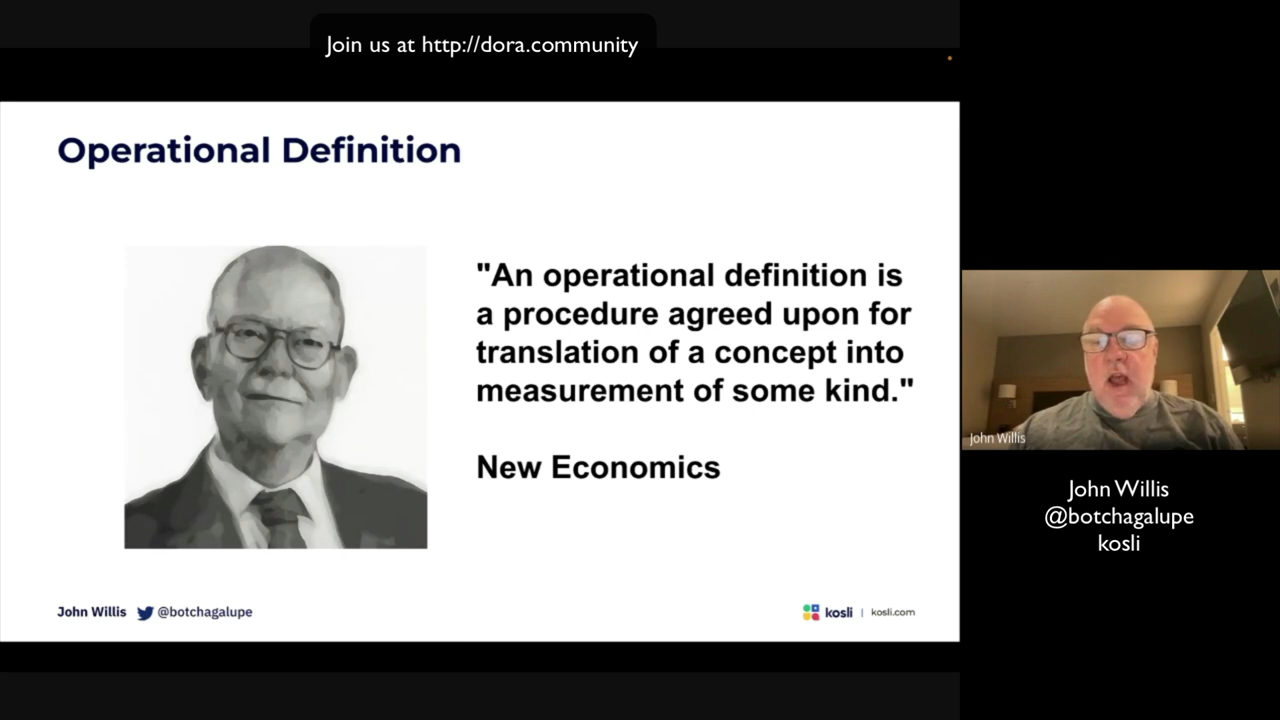 Join us at http://dora.community
Operational Definition
"An operational definition is
a procedure agreed upon for
translation of a concept into
measurement of some kind."
New Economics
John Willis @botchagalupe
kosli | kosli.com
John Willis
John Willis
@botchagalupe
kosli